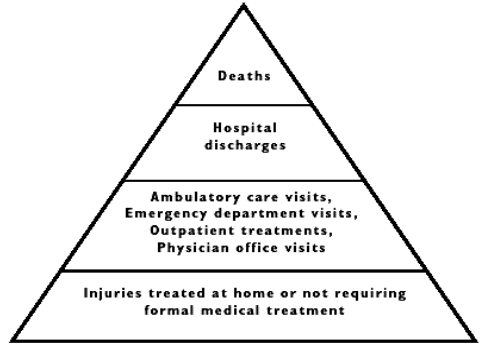 Deaths
Hospital
discharges
Ambulatory care visits,
Emergency department visits,
Outpatient treatments,
Physician office visits
Injuries treated at home or not requiring
formal medical treatment